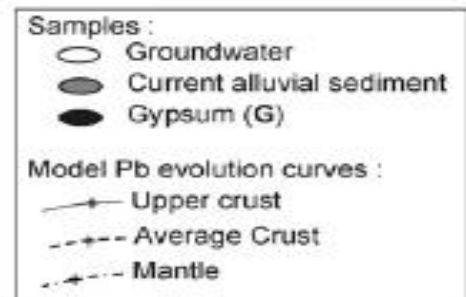 Samples :
Groundwater
Current alluvial sediment
Gypsum (G)
Model Pb evolution curves :
Upper crust
Average Crust
Mantle